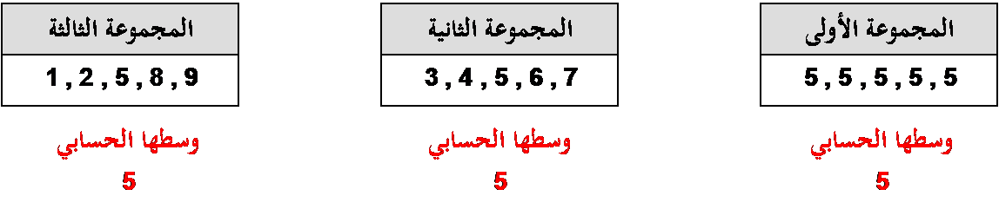 المجموعة الأولى
5 , 5 , 5 , 5 , 5
وسطها الحسابي
5
المجموعة الثانية
3 , 4 , 5 , 6 , 7
وسطها الحسابي
5
المجموعة الثالثة
1 , 2 , 5 , 8 , 9
وسطها الحسابي
5